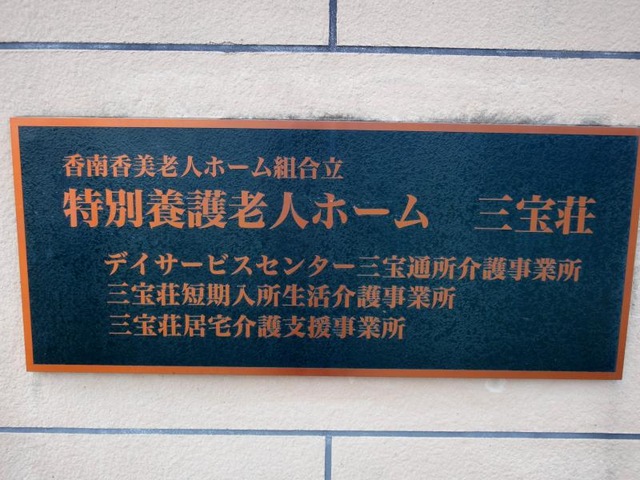 香南香美老人ホーム組合立
特別養護老人ホーム 三宝荘
デイサービスセンター三宝通所介護事業所
三宝荘短期入所生活介護事業所
三宝荘居宅介護支援事業所